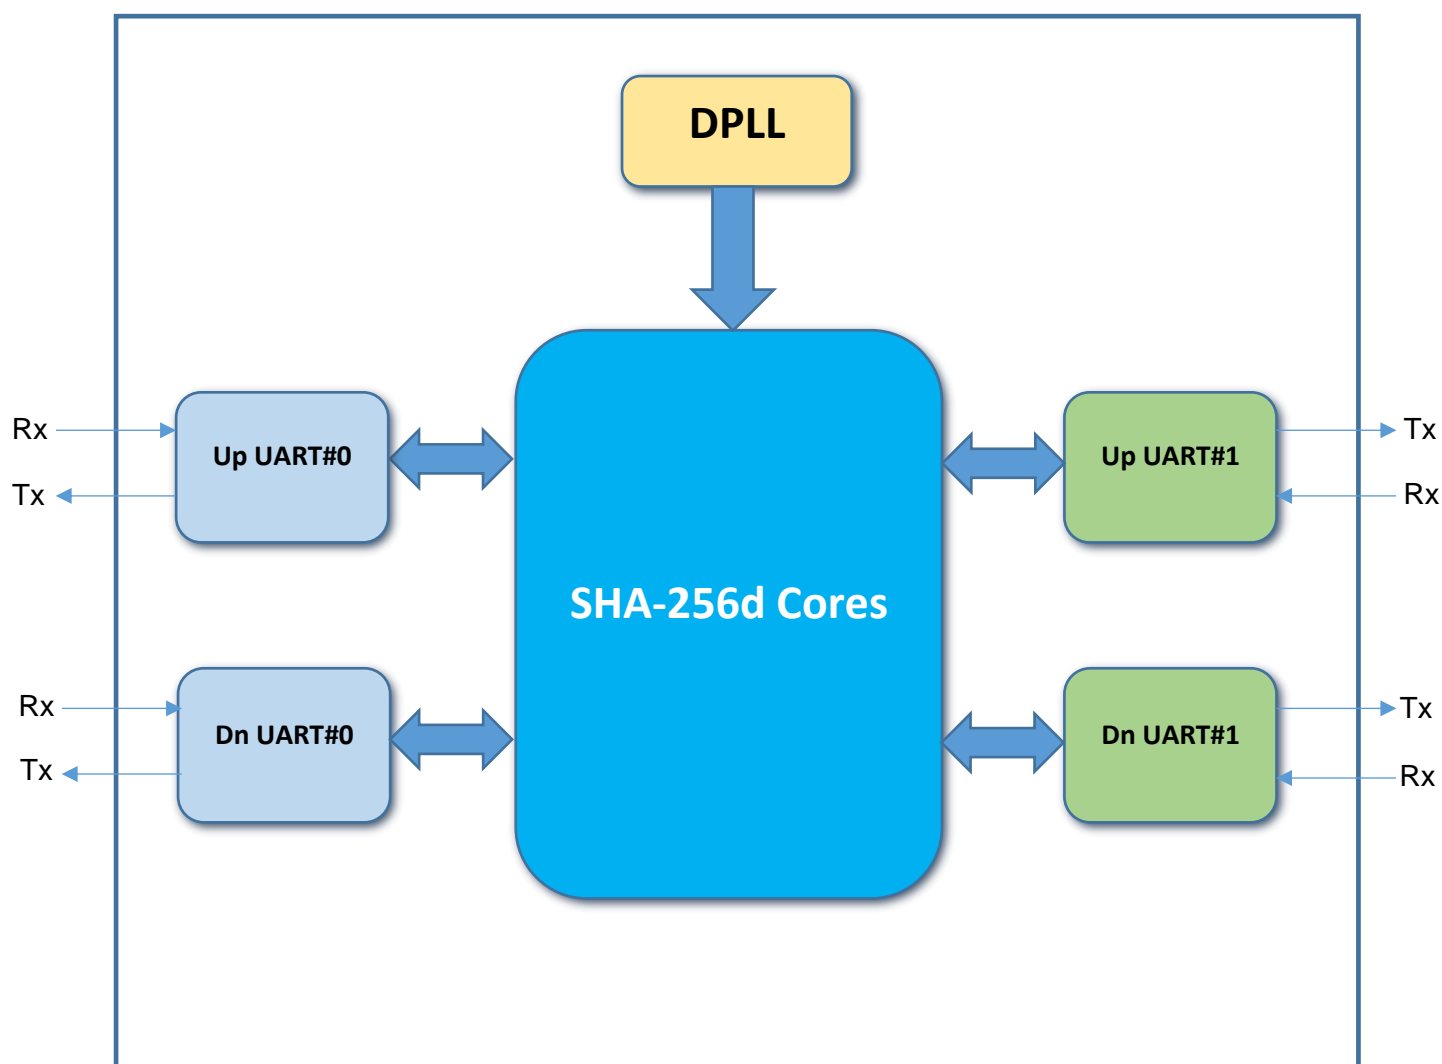 DPLL
Rx
Up UART#0
Up UART#1
Tx
Tx
Rx
SHA-256d Cores
Rx
Dn UART#0
Dn UART#1
Tx
Tx
Rx